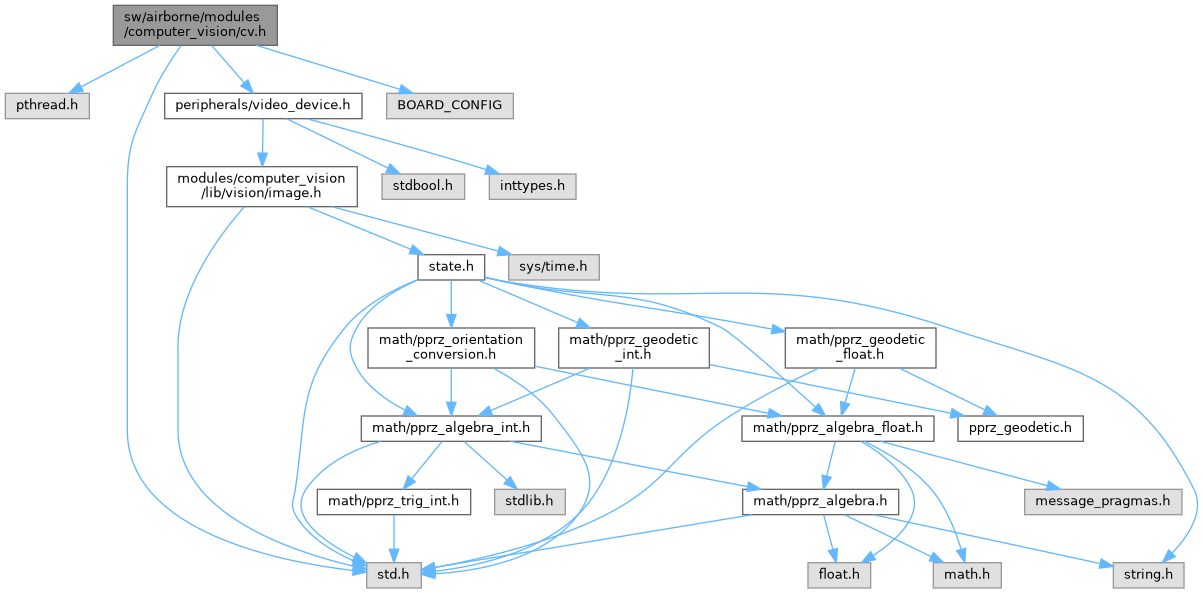 sw/airborne/modules
/computer_vision/cv.h
pthread.h
peripherals/video_device.h
BOARD_CONFIG
modules/computer_vision
/lib/vision/image.h
stdbool.h
inttypes.h
state.h
sys/time.h
math/pprz_orientation
_conversion.h
math/pprz_geodetic
_int.h
math/pprz_geodetic
_float.h
math/pprz_algebra_int.h
math/pprz_algebra_float.h
pprz_geodetic.h
math/pprz_trig_int.h
stdlib.h
math/pprz_algebra.h
message_pragmas.h
std.h
float.h
math.h
string.h